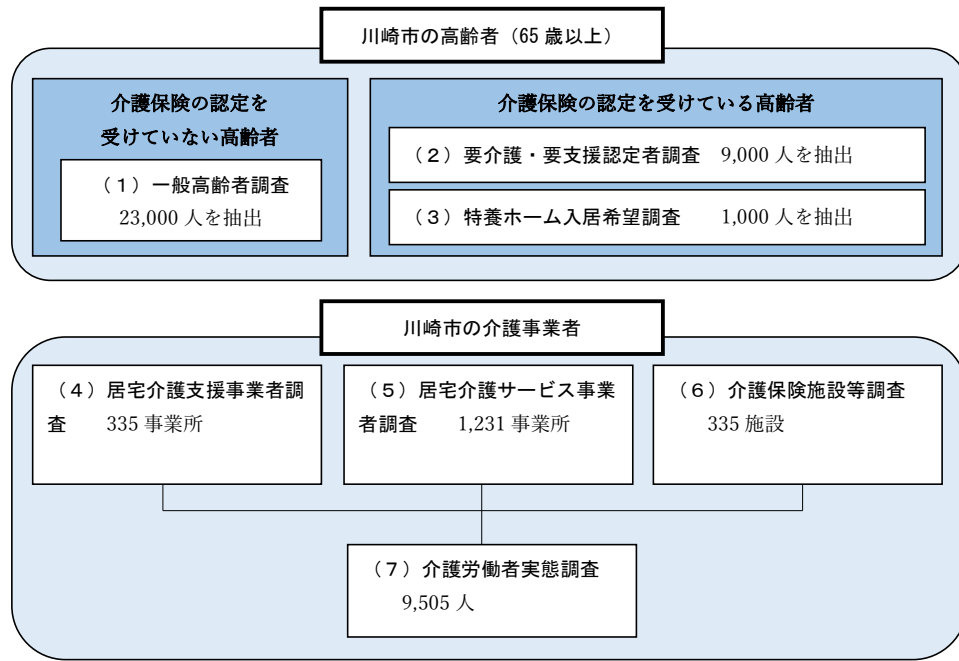 川崎市の高齢者（65 歳以上）
介護保険の認定を
受けていない高齢者
（１）一般高齢者調査
23,000 人を抽出
介護保険の認定を受けている高齢者
（２）要介護・要支援認定者調査　9,000 人を抽出
（３）特養ホーム入居希望調査　1,000 人を抽出
川崎市の介護事業者
（４）居宅介護支援事業者調
査　335 事業所
（５）居宅介護サービス事業
者調査　1,231 事業所
（６）介護保険施設等調査
335 施設
（７）介護労働者実態調査
9,505 人